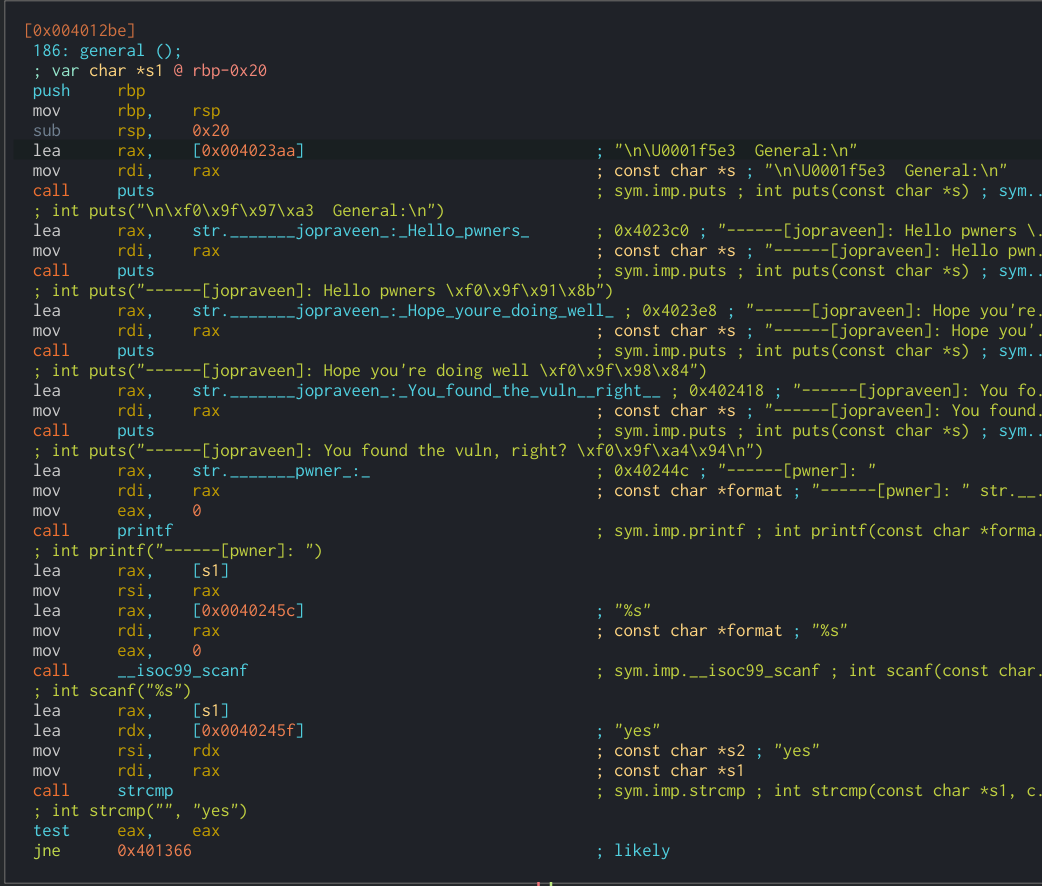 [0x004012be]
186: general ();
; var char *s1 @ rbp-0x20
push rbp
mov rbp, rsp
sub rsp, 0x20
lea rax, [0x004023aa] ; "\n\U0001f5e3 General:\n"
mov rdi, rax ; const char *s ; "\n\U0001f5e3 General:\n"
call puts ; sym.imp.puts ; int puts(const char *s) ; sym..
; int puts("\n\xf0\x9f\x97\xa3 General:\n")
lea rax, str._______jopraveen_:_Hello_pwners_ ; 0x4023c0 ; "------[jopraveen]: Hello pwners \.
mov rdi, rax ; const char *s ; "------[jopraveen]: Hello pwn.
call puts ; sym.imp.puts ; int puts(const char *s) ; sym..
; int puts("------[jopraveen]: Hello pwners \xf0\x9f\x91\x8b")
lea rax, str._______jopraveen_:_Hope_youre_doing_well_ ; 0x4023e8 ; "------[jopraveen]: Hope you're.
mov rdi, rax ; const char *s ; "------[jopraveen]: Hope you'.
call puts ; sym.imp.puts ; int puts(const char *s) ; sym..
; int puts("------[jopraveen]: Hope you're doing well \xf0\x9f\x98\x84")
lea rax, str._______jopraveen_:_You_found_the_vuln__right__ ; 0x402418 ; "------[jopraveen]: You fo.
mov rdi, rax ; const char *s ; "------[jopraveen]: You found.
call puts ; sym.imp.puts ; int puts(const char *s) ; sym..
; int puts("------[jopraveen]: You found the vuln, right? \xf0\x9f\xa4\x94\n")
lea rax, str._______pwner_:_ ; 0x40244c ; "------[pwner]: "
mov rdi, rax ; const char *format ; "------[pwner]: " str.__.
mov eax, 0
call printf ; sym.imp.printf ; int printf(const char *forma.
; int printf("------[pwner]: ")
lea rax, [s1]
mov rsi, rax
lea rax, [0x0040245c] ; "%s"
mov rdi, rax ; const char *format ; "%s"
mov eax, 0
call __isoc99_scanf ; sym.imp.__isoc99_scanf ; int scanf(const char.
; int scanf("%s")
lea rax, [s1]
lea rdx, [0x0040245f] ; "yes"
mov rsi, rdx ; const char *s2 ; "yes"
mov rdi, rax ; const char *s1
call strcmp ; sym.imp.strcmp ; int strcmp(const char *s1, c.
; int strcmp("", "yes")
test eax, eax
jne 0x401366 ; likely